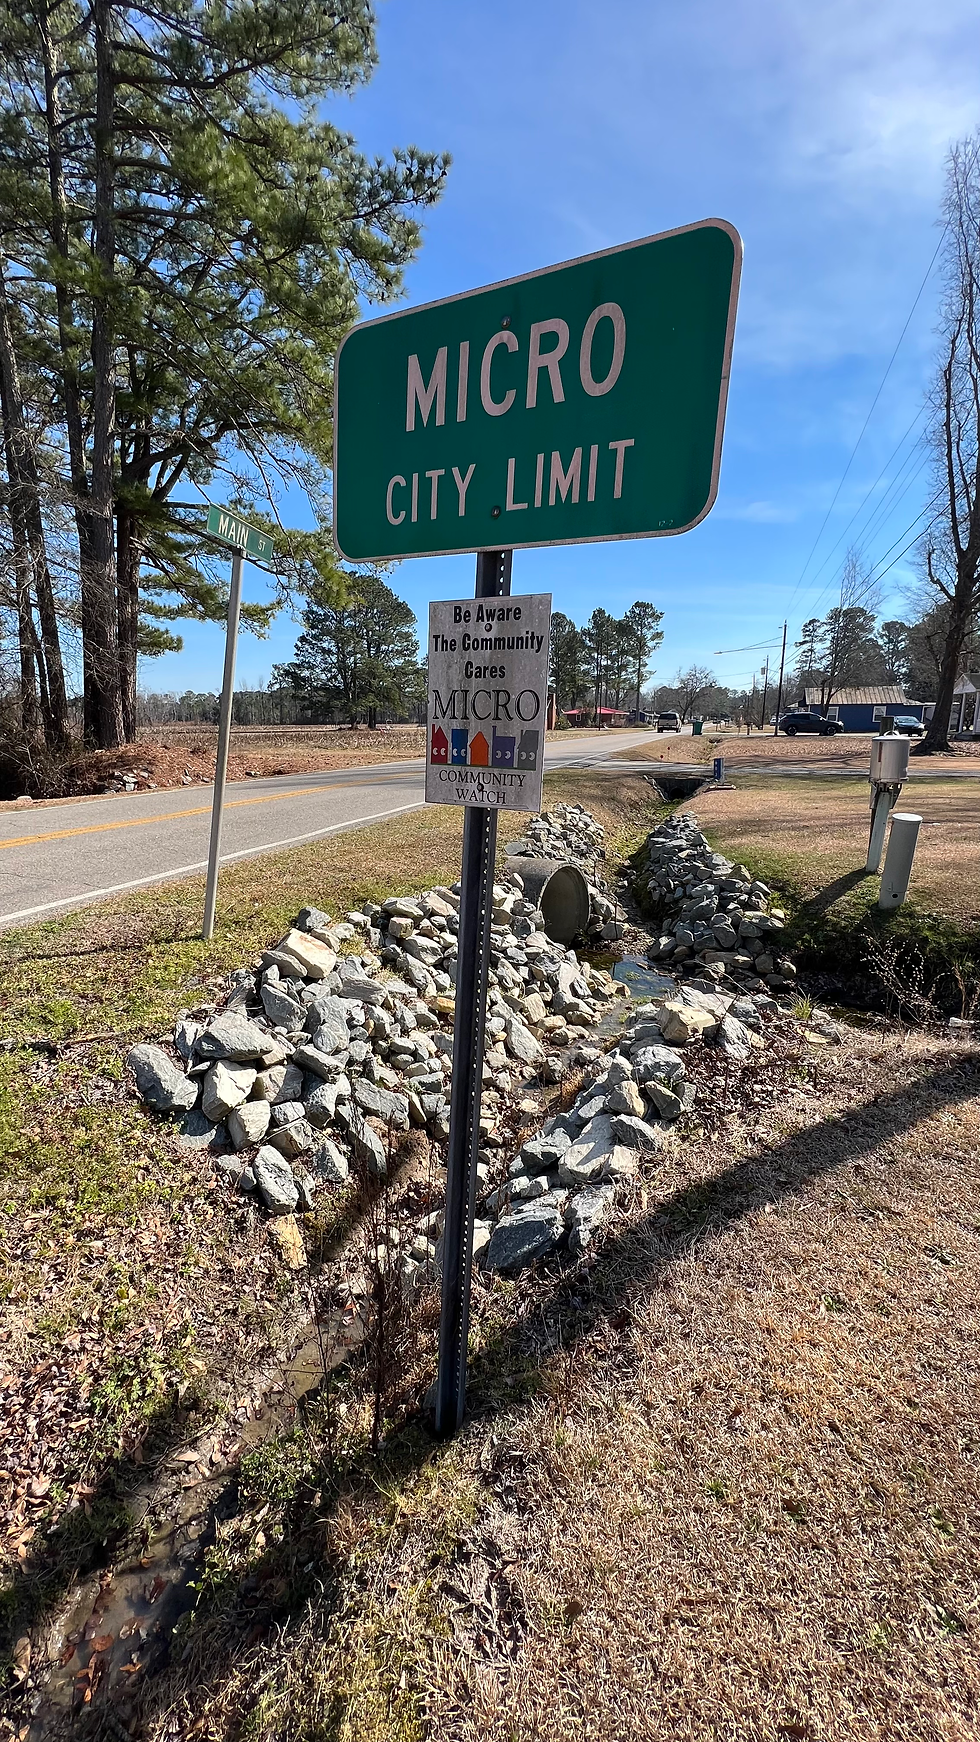 MICRO
CITY LIMIT
MAIN ST
Be Aware
The Community
Cares
MICRO
COMMUNITY
WATCH